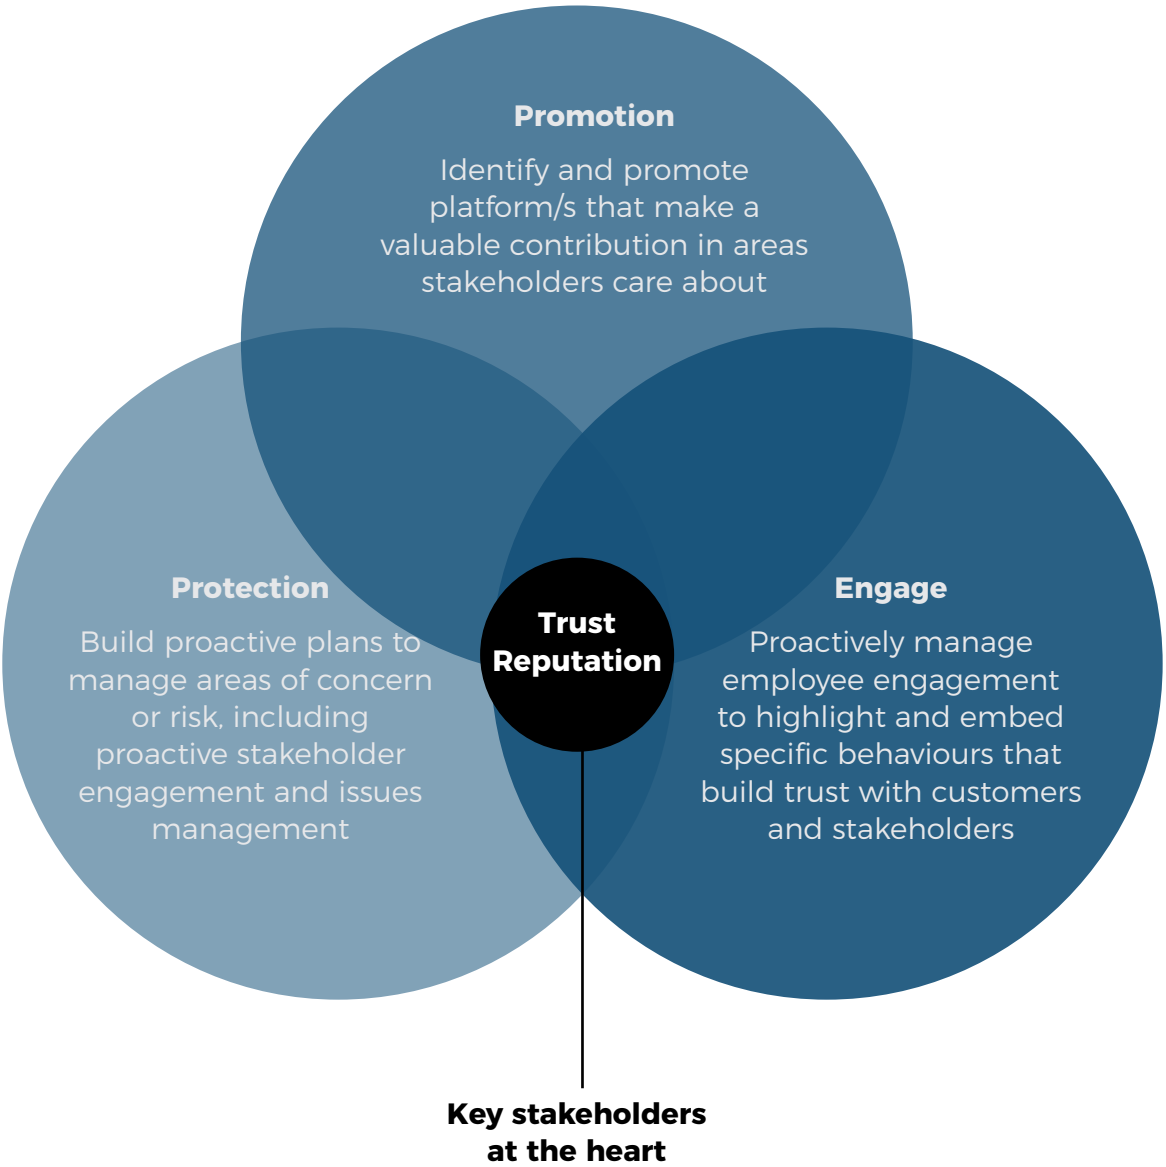 Promotion
Identify and promote
platform/s that make a
valuable contribution in areas
stakeholders care about
Protection
Build proactive plans to
manage areas of concern
or risk, including
proactive stakeholder
engagement and issues
management
Trust
Reputation
Engage
Proactively manage
employee engagement
to highlight and embed
specific behaviours that
build trust with customers
and stakeholders
Key stakeholders
at the heart